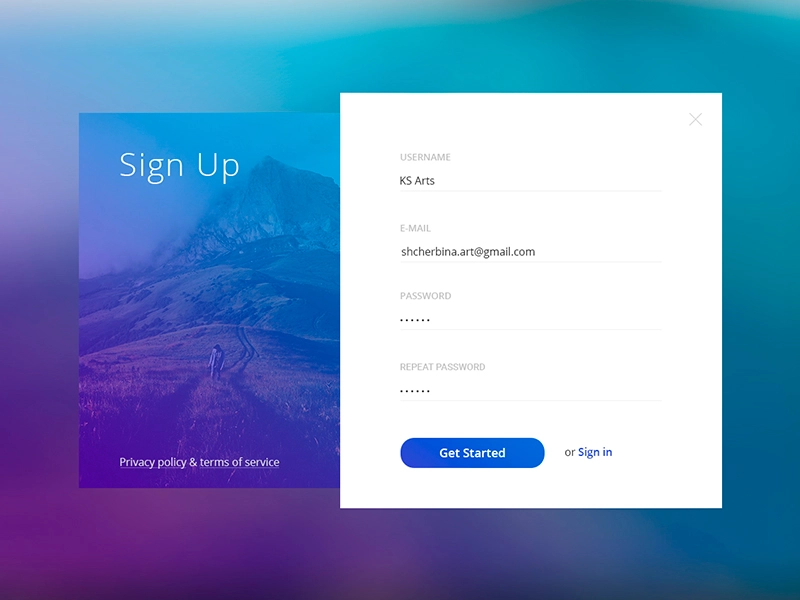 Sign Up
Privacy policy & terms of service
USERNAME
KS Arts
E-MAIL
shcherbina.art@gmail.com
PASSWORD
••••••
REPEAT PASSWORD
••••••
Get Started
or Sign in